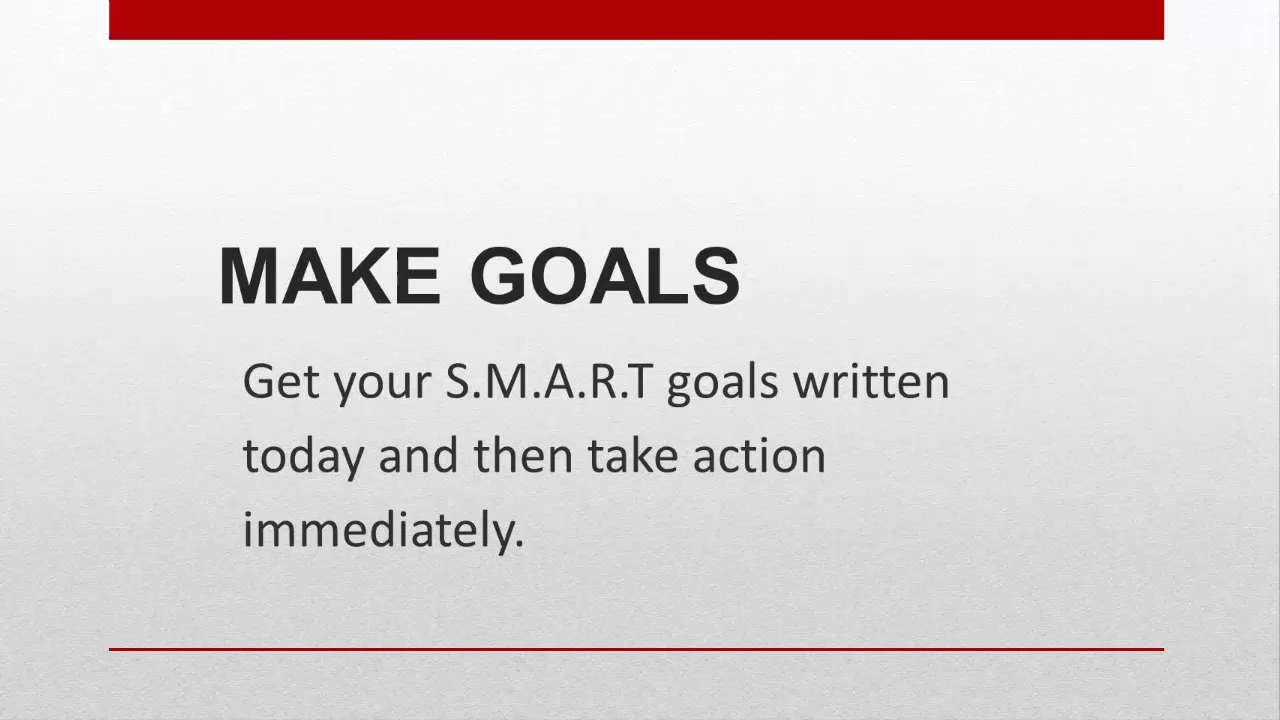 MAKE GOALS
Get your S.M.A.R.T goals written
today and then take action
immediately.